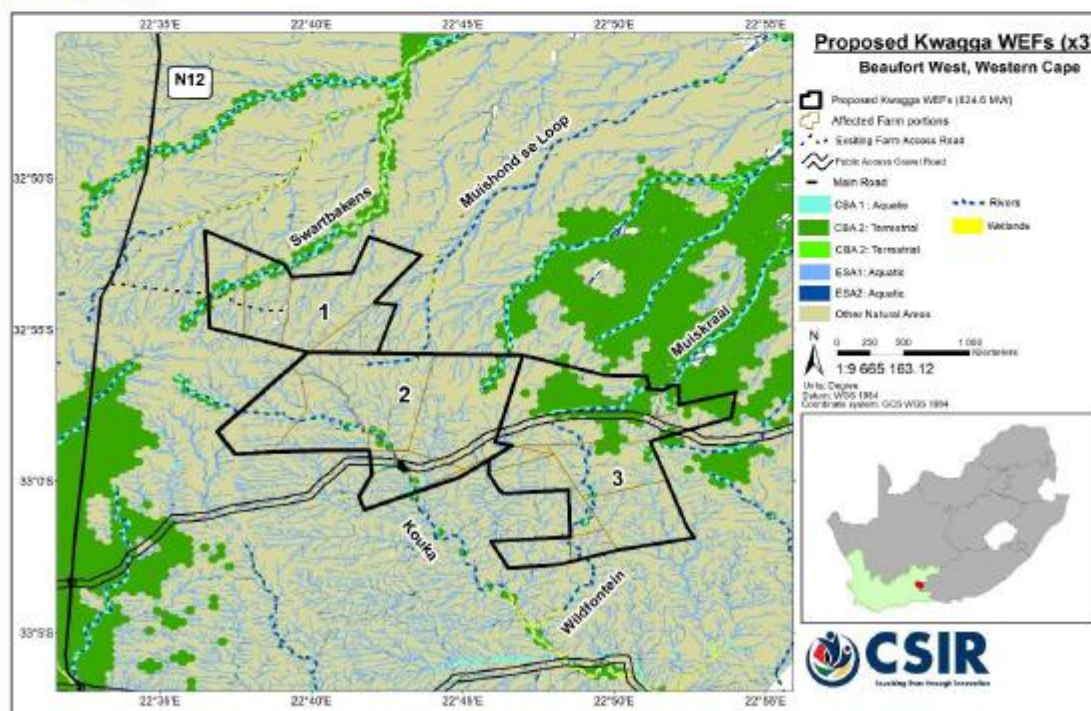 22°35'E 22°40'E 22°45'E 22°50'E 22°55'E
N12
32°50'S
32°55'S
33°0'S
33°5'S
Swartbakens
Muishond se Loop
Muiskraal
Kouka
Wildfontein
1
2
3
22°35'E 22°40'E 22°45'E 22°50'E 22°55'E
Proposed Kwagga WEFs (x3
Beaufort West, Western Cape
Proposed Kwagga WEFs (824.6 MW)
Affected Farm portions
Exsiting Farm Access Road
Public Access Gravel Road
Main Road
CBA 1: Aquatic
CBA 2: Terrestrial
CBA 2: Terrestrial
ESA1: Aquatic
ESA2: Aquatic
Other Natural Areas
Rivers
Wetlands
N
0 250 500 1 000
Kilometers
1:9 665 163.12
Units: Degree
Datum: WGS 1984
Coordinate system: GCS WGS 1984
CSIR
Touching lives through innovation